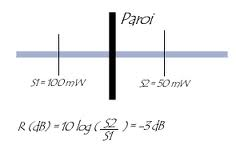 Paroi
S1 = 100 mW S2 = 50 mW
R (dB) = 10 log ( S2/S1 ) = -3 dB